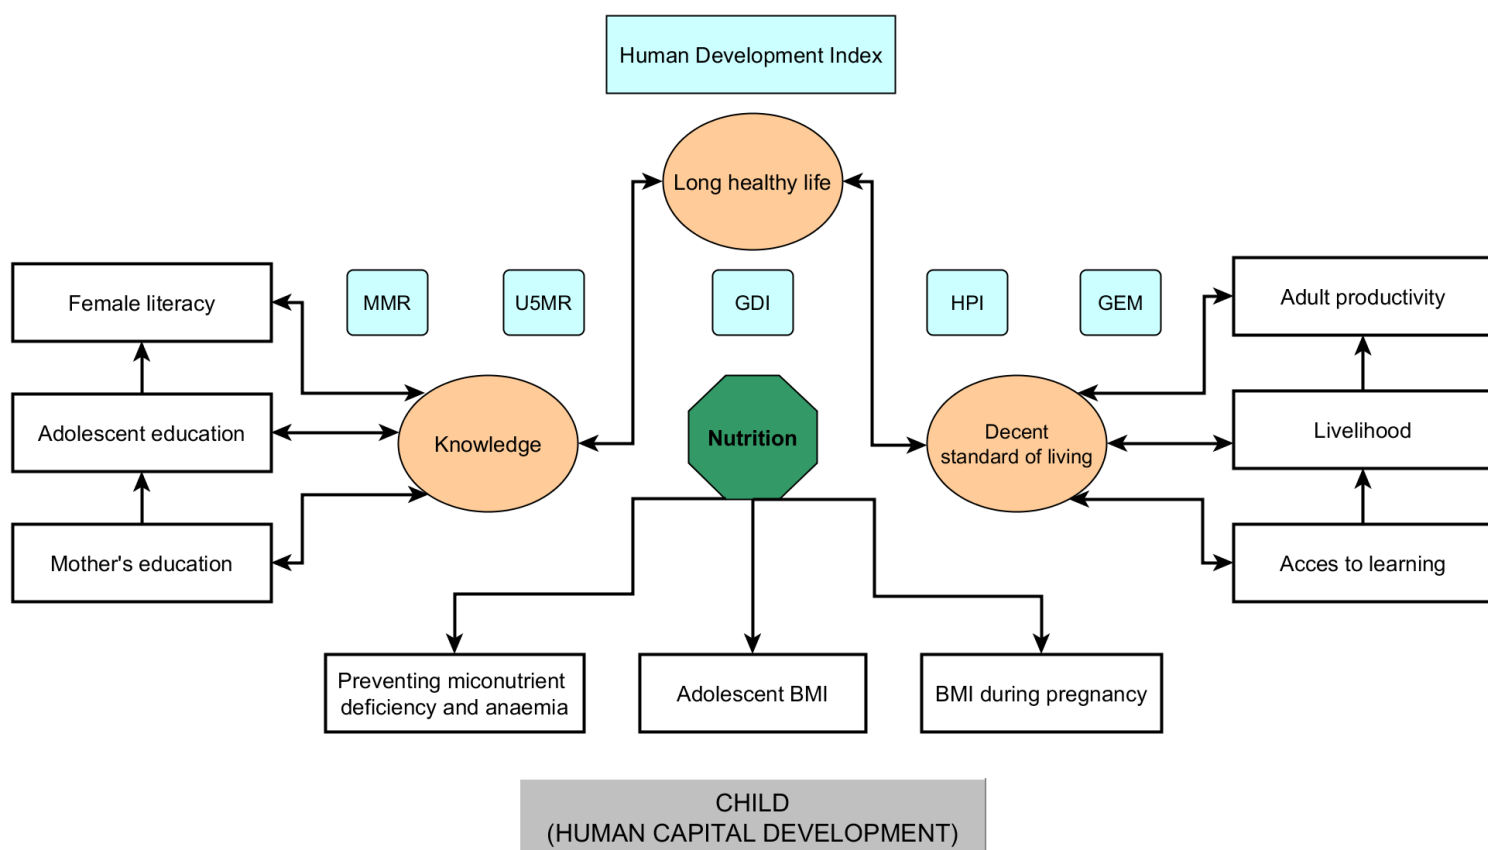 Human Development Index
Long healthy life
Female literacy
MMR
U5MR
GDI
HPI
GEM
Adult productivity
Adolescent education
Knowledge
Nutrition
Decent
standard of living
Livelihood
Mother's education
Acces to learning
Preventing miconutrient
deficiency and anaemia
Adolescent BMI
BMI during pregnancy
CHILD
(HUMAN CAPITAL DEVELOPMENT)